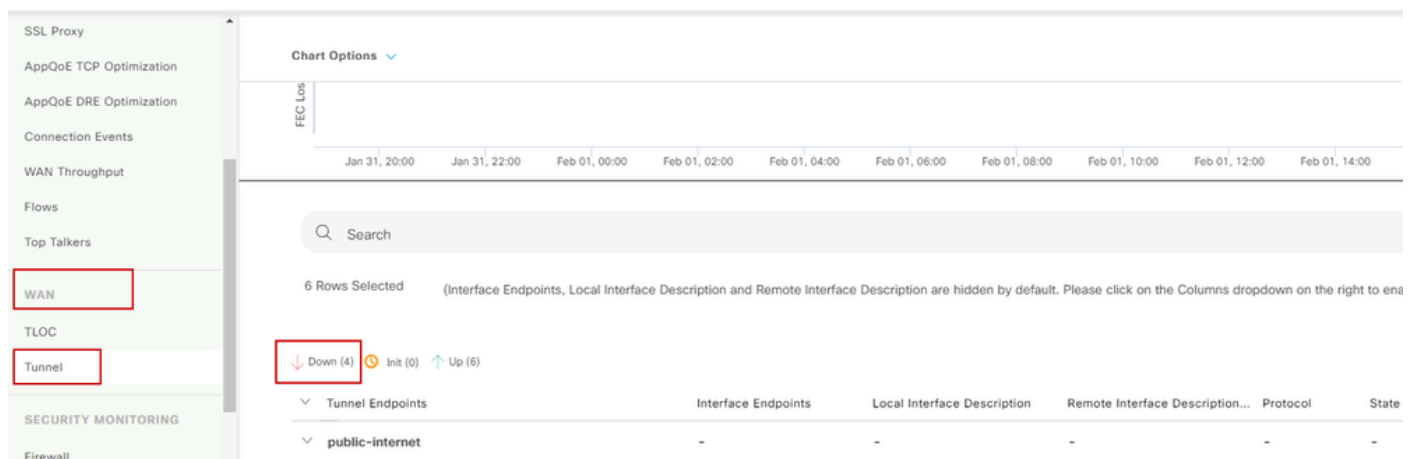 SSL Proxy
AppQoE TCP Optimization
AppQoE DRE Optimization
Connection Events
WAN Throughput
Flows
Top Talkers
WAN
TLOC
Tunnel
SECURITY MONITORING
Firewall
Chart Options
FEC Los
Jan 31, 20:00 Jan 31, 22:00 Feb 01, 00:00 Feb 01, 02:00 Feb 01, 04:00 Feb 01, 06:00 Feb 01, 08:00 Feb 01, 10:00 Feb 01, 12:00 Feb 01, 14:00
Search
6 Rows Selected (Interface Endpoints, Local Interface Description and Remote Interface Description are hidden by default. Please click on the Columns dropdown on the right to ena
Down (4) Init (0) Up (6)
Tunnel Endpoints Interface Endpoints Local Interface Description Remote Interface Description... Protocol State
public-internet - - - - -